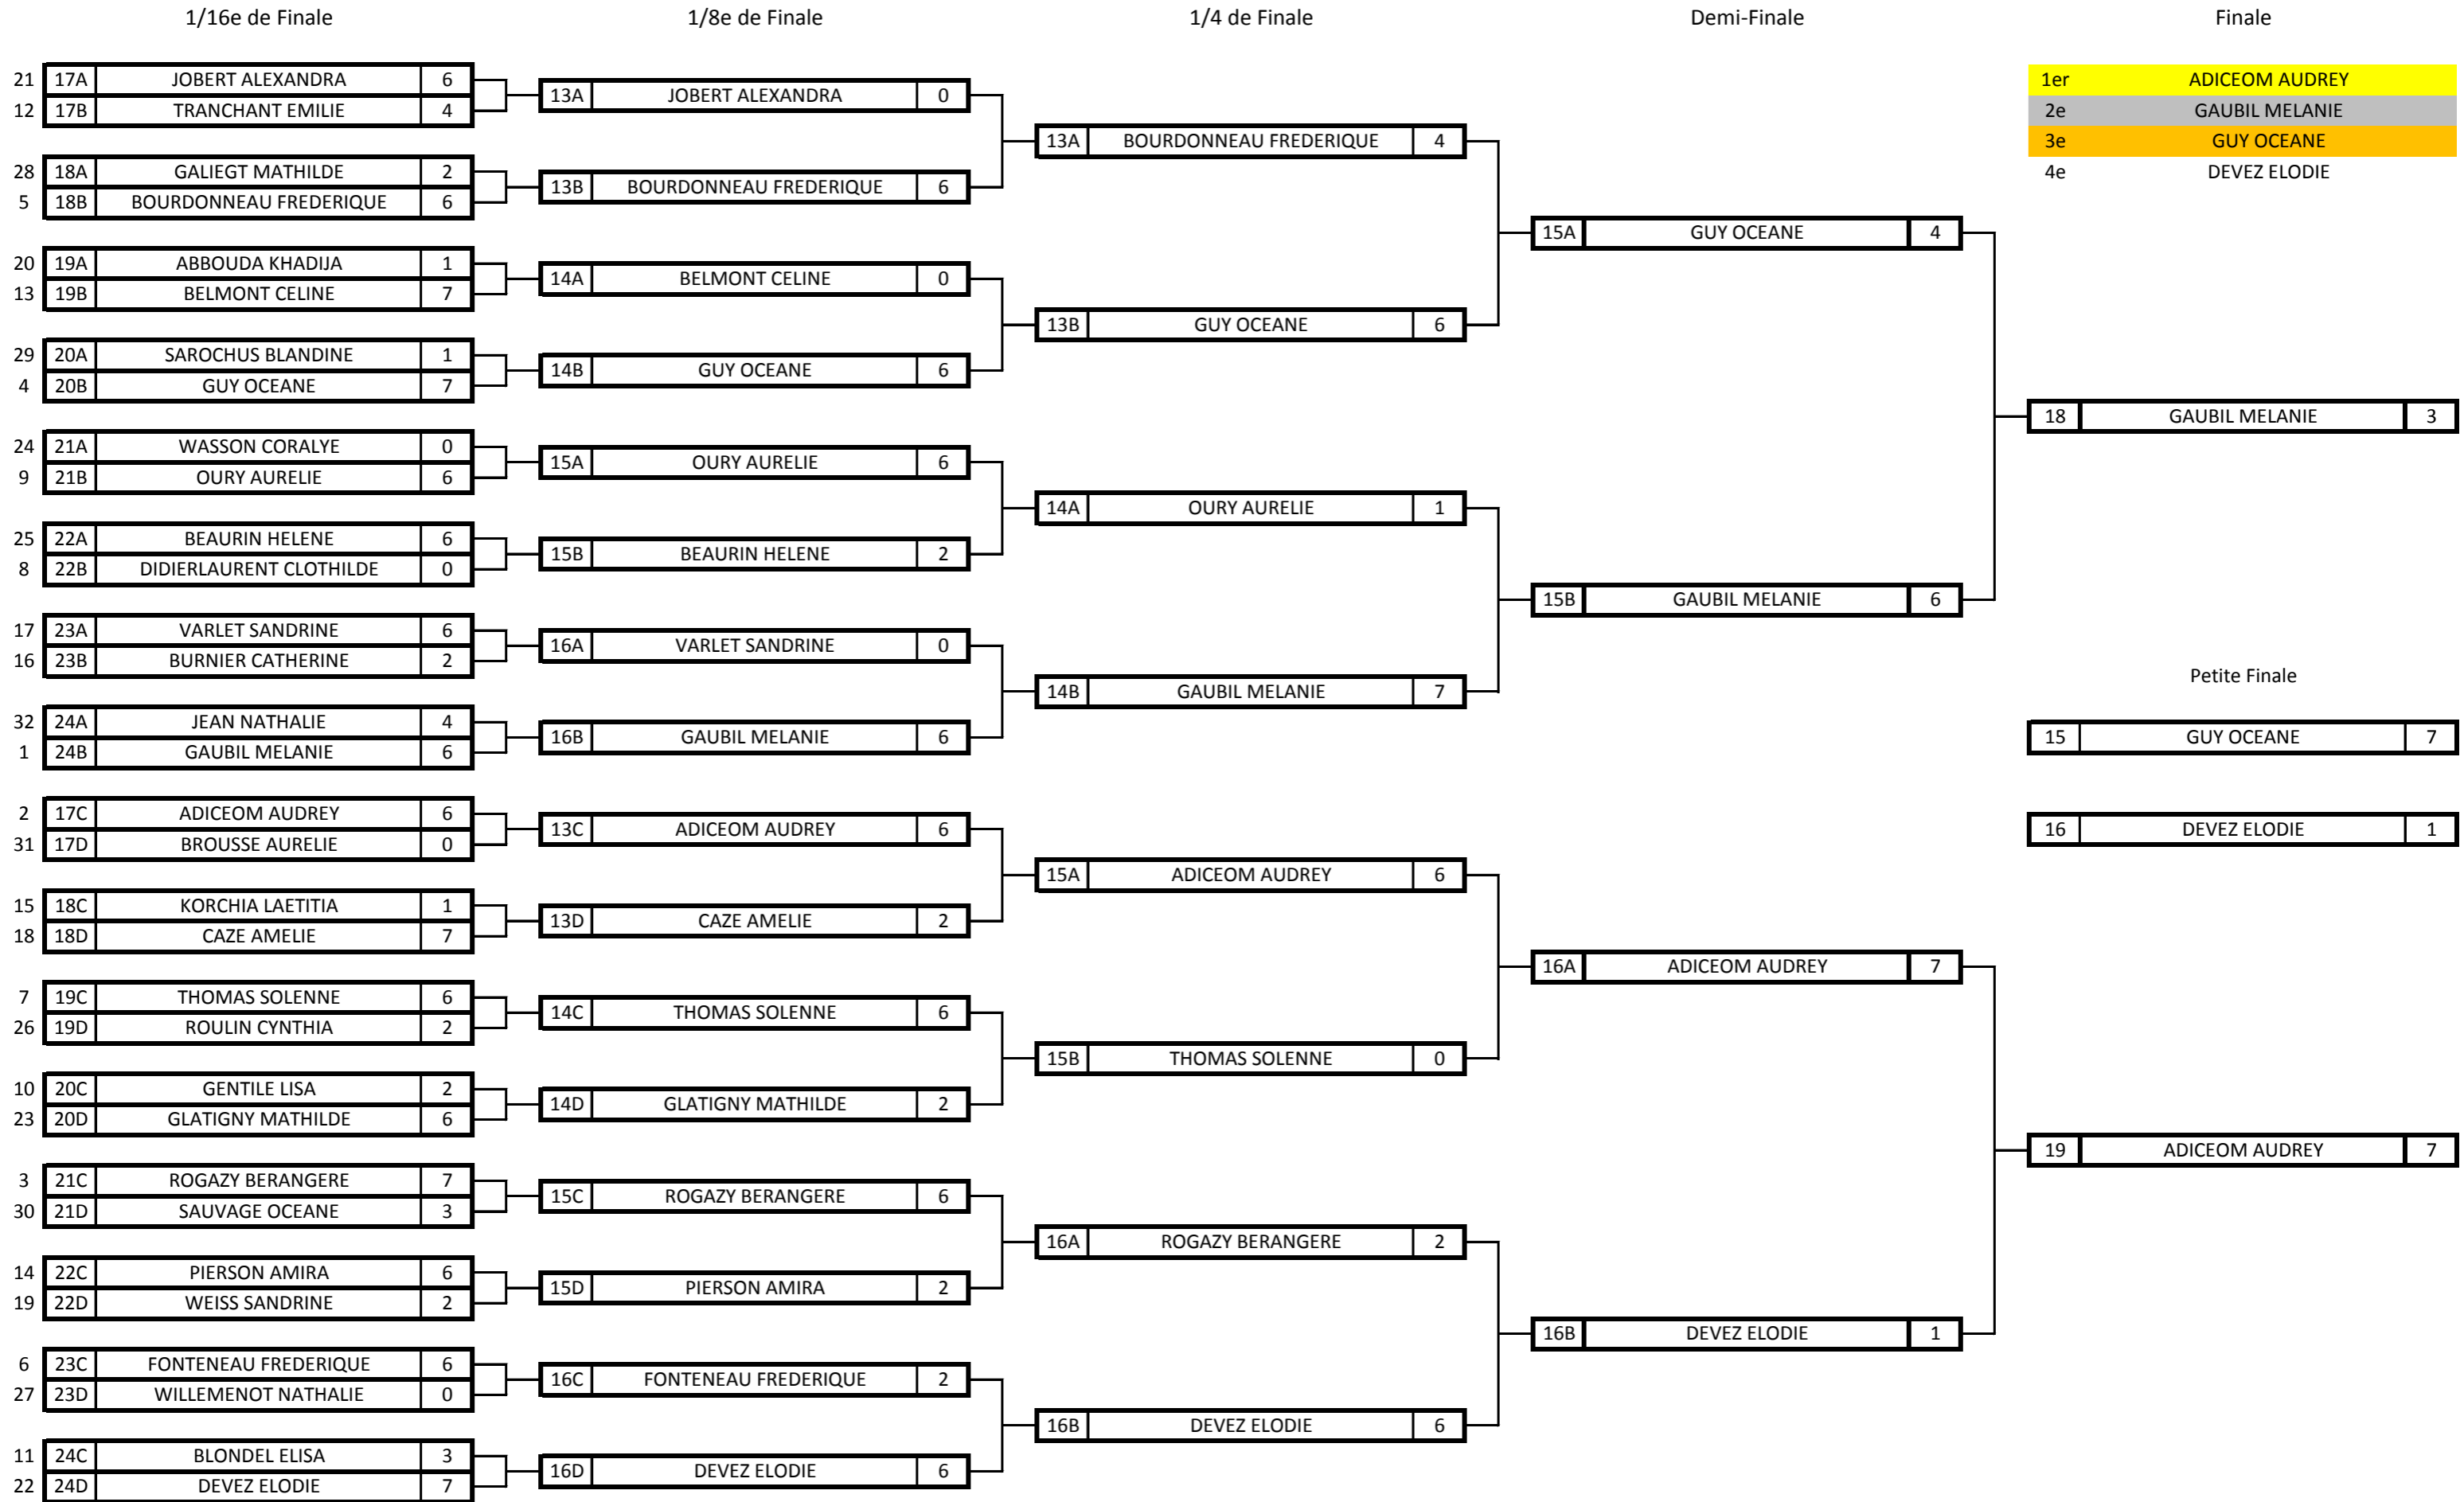 1/16e de Finale 1/8e de Finale 1/4 de Finale Demi-Finale Finale
21 17A JOBERT ALEXANDRA 6
12 17B TRANCHANT EMILIE 4
28 18A GALIEGT MATHILDE 2
5 18B BOURDONNEAU FREDERIQUE 6
20 19A ABBOUDA KHADIJA 1
13 19B BELMONT CELINE 7
29 20A SAROCHUS BLANDINE 1
4 20B GUY OCEANE 7
24 21A WASSON CORALYE 0
9 21B OURY AURELIE 6
25 22A BEAURIN HELENE 6
8 22B DIDIERLAURENT CLOTHILDE 0
17 23A VARLET SANDRINE 6
16 23B BURNIER CATHERINE 2
32 24A JEAN NATHALIE 4
1 24B GAUBIL MELANIE 6
2 17C ADICEOM AUDREY 6
31 17D BROUSSE AURELIE 0
15 18C KORCHIA LAETITIA 1
18 18D CAZE AMELIE 7
7 19C THOMAS SOLENNE 6
26 19D ROULIN CYNTHIA 2
10 20C GENTILE LISA 2
23 20D GLATIGNY MATHILDE 6
3 21C ROGAZY BERANGERE 7
30 21D SAUVAGE OCEANE 3
14 22C PIERSON AMIRA 6
19 22D WEISS SANDRINE 2
6 23C FONTENEAU FREDERIQUE 6
27 23D WILLEMENOT NATHALIE 0
11 24C BLONDEL ELISA 3
22 24D DEVEZ ELODIE 7
13A JOBERT ALEXANDRA 0
13B BOURDONNEAU FREDERIQUE 6
14A BELMONT CELINE 0
14B GUY OCEANE 6
15A OURY AURELIE 6
15B BEAURIN HELENE 2
16A VARLET SANDRINE 0
16B GAUBIL MELANIE 6
13C ADICEOM AUDREY 6
13D CAZE AMELIE 2
14C THOMAS SOLENNE 6
14D GLATIGNY MATHILDE 2
15C ROGAZY BERANGERE 6
15D PIERSON AMIRA 2
16C FONTENEAU FREDERIQUE 2
16D DEVEZ ELODIE 6
13A BOURDONNEAU FREDERIQUE 4
13B GUY OCEANE 6
14A OURY AURELIE 1
14B GAUBIL MELANIE 7
15A ADICEOM AUDREY 6
15B THOMAS SOLENNE 0
16A ROGAZY BERANGERE 2
16B DEVEZ ELODIE 6
15A GUY OCEANE 4
15B GAUBIL MELANIE 6
16A ADICEOM AUDREY 7
16B DEVEZ ELODIE 1
1er ADICEOM AUDREY
2e GAUBIL MELANIE
3e GUY OCEANE
4e DEVEZ ELODIE
18 GAUBIL MELANIE 3
Petite Finale
15 GUY OCEANE 7
16 DEVEZ ELODIE 1
19 ADICEOM AUDREY 7